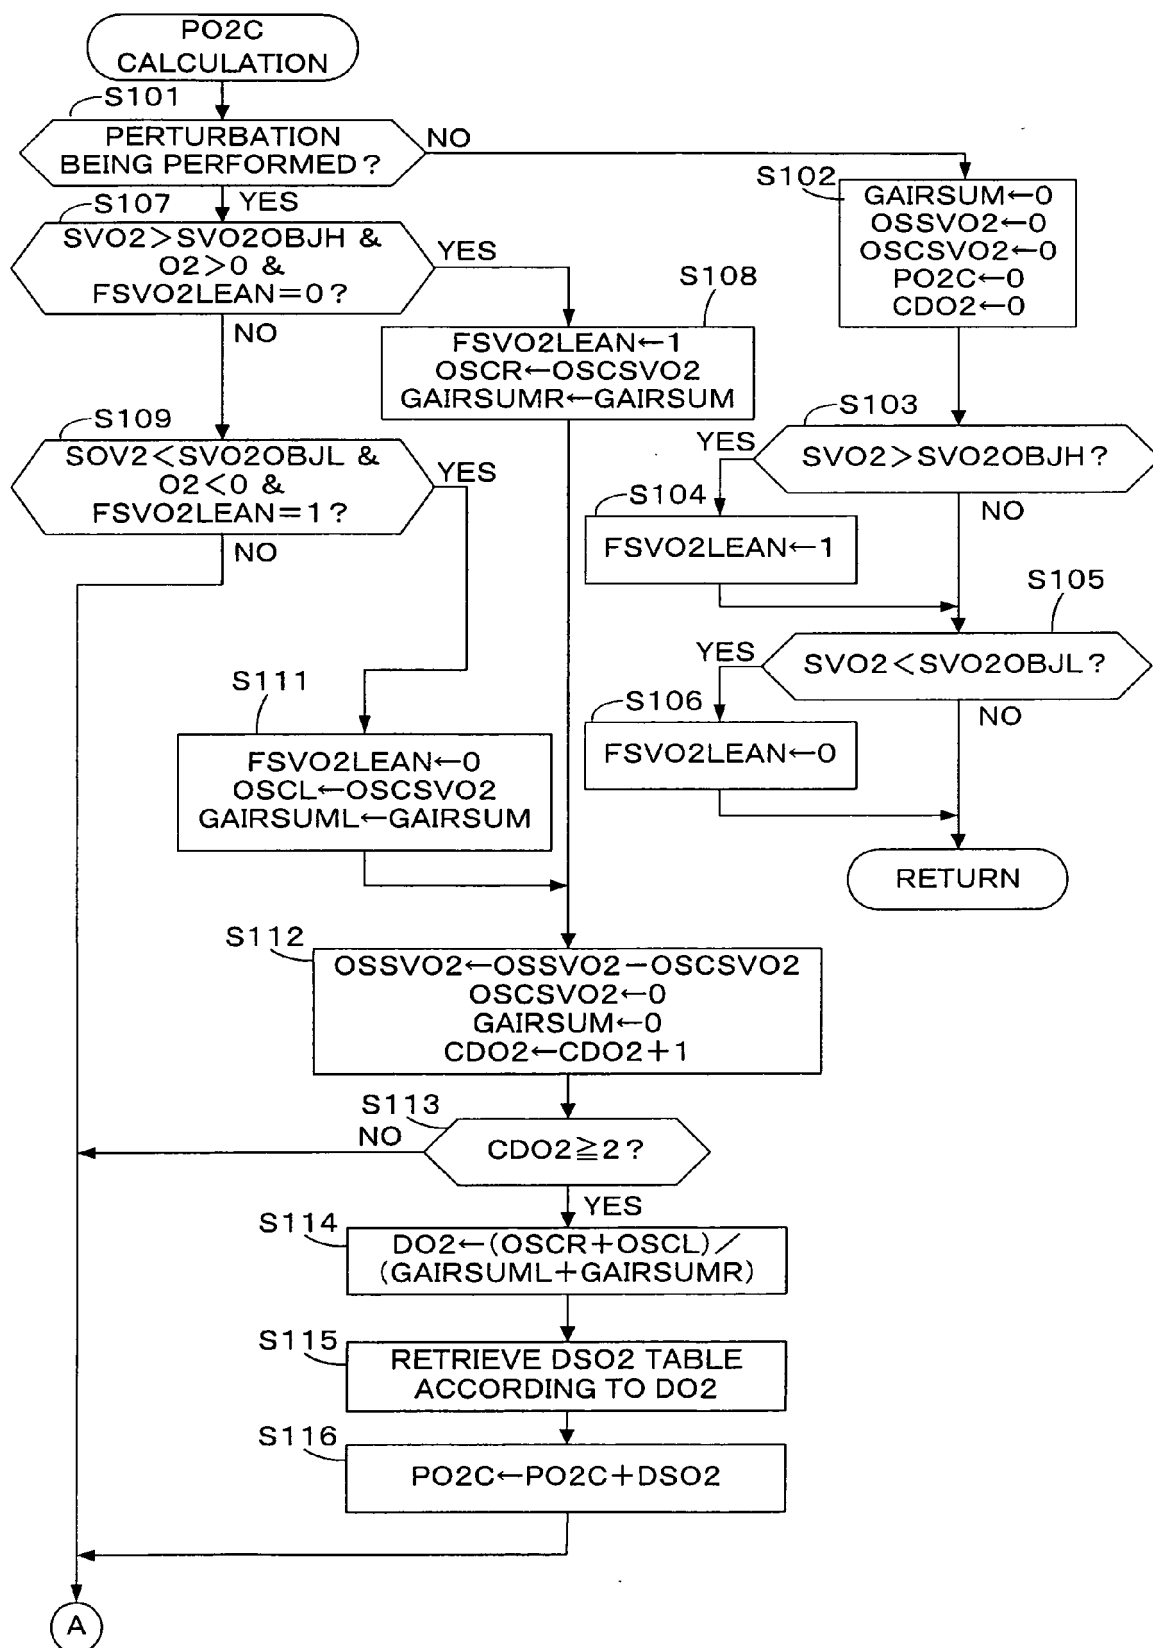 PO2C
CALCULATION
S101
PERTURBATION
BEING PERFORMED?
NO
YES
S102
GAIRSUM←0
OSSVO2←0
OSCSVO2←0
PO2C←0
CDO2←0
S107
SVO2>SVO2OBJH &
O2>0 &
FSVO2LEAN=0?
YES
NO
S108
FSVO2LEAN←1
OSCR←OSCSVO2
GAIRSUMR←GAIRSUM
S103
YES
SVO2>SVO2OBJH?
NO
S104
FSVO2LEAN←1
S109
SOV2<SVO2OBJL &
O2<0 &
FSVO2LEAN=1?
YES
NO
S105
YES
SVO2<SVO2OBJL?
NO
S106
FSVO2LEAN←0
S111
FSVO2LEAN←0
OSCL←OSCSVO2
GAIRSUML←GAIRSUM
RETURN
S112
OSSVO2←OSSVO2−OSCSVO2
OSCSVO2←0
GAIRSUM←0
CDO2←CDO2+1
S113
NO
CDO2≧2?
YES
S114
DO2←(OSCR+OSCL)/
(GAIRSUML+GAIRSUMR)
S115
RETRIEVE DSO2 TABLE
ACCORDING TO DO2
S116
PO2C←PO2C+DSO2
A